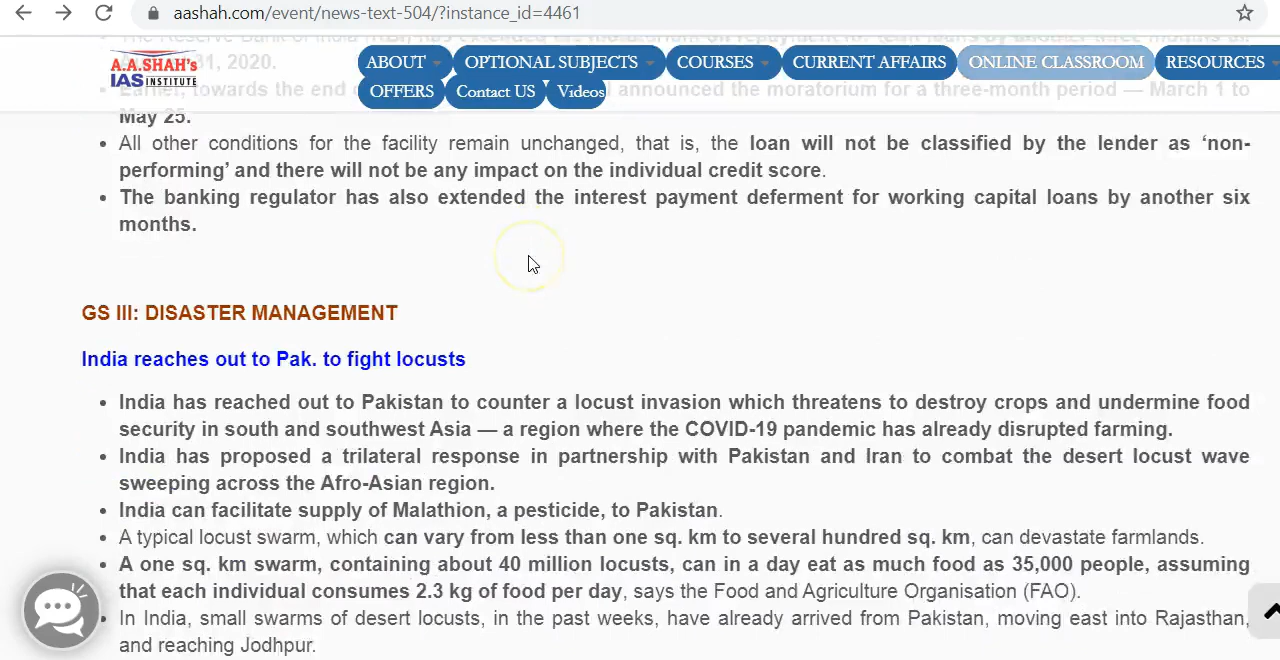 aashah.com/event/news-text-504/?instance_id=4461
The Reserve Bank of India
31, 2020.
A.A.SHAH's
IAS INSTITUTE
ABOUT
OPTIONAL SUBJECTS
COURSES
CURRENT AFFAIRS
ONLINE CLASSROOM
RESOURCES
OFFERS
Contact US
Videos
Earlier, towards the end announced the moratorium for a three-month period — March 1 to
May 25.
• All other conditions for the facility remain unchanged, that is, the loan will not be classified by the lender as ‘non-
performing’ and there will not be any impact on the individual credit score.
• The banking regulator has also extended the interest payment deferment for working capital loans by another six
months.
GS III: DISASTER MANAGEMENT
India reaches out to Pak. to fight locusts
• India has reached out to Pakistan to counter a locust invasion which threatens to destroy crops and undermine food
security in south and southwest Asia — a region where the COVID-19 pandemic has already disrupted farming.
• India has proposed a trilateral response in partnership with Pakistan and Iran to combat the desert locust wave
sweeping across the Afro-Asian region.
• India can facilitate supply of Malathion, a pesticide, to Pakistan.
• A typical locust swarm, which can vary from less than one sq. km to several hundred sq. km, can devastate farmlands.
• A one sq. km swarm, containing about 40 million locusts, can in a day eat as much food as 35,000 people, assuming
that each individual consumes 2.3 kg of food per day, says the Food and Agriculture Organisation (FAO).
• In India, small swarms of desert locusts, in the past weeks, have already arrived from Pakistan, moving east into Rajasthan,
and reaching Jodhpur.